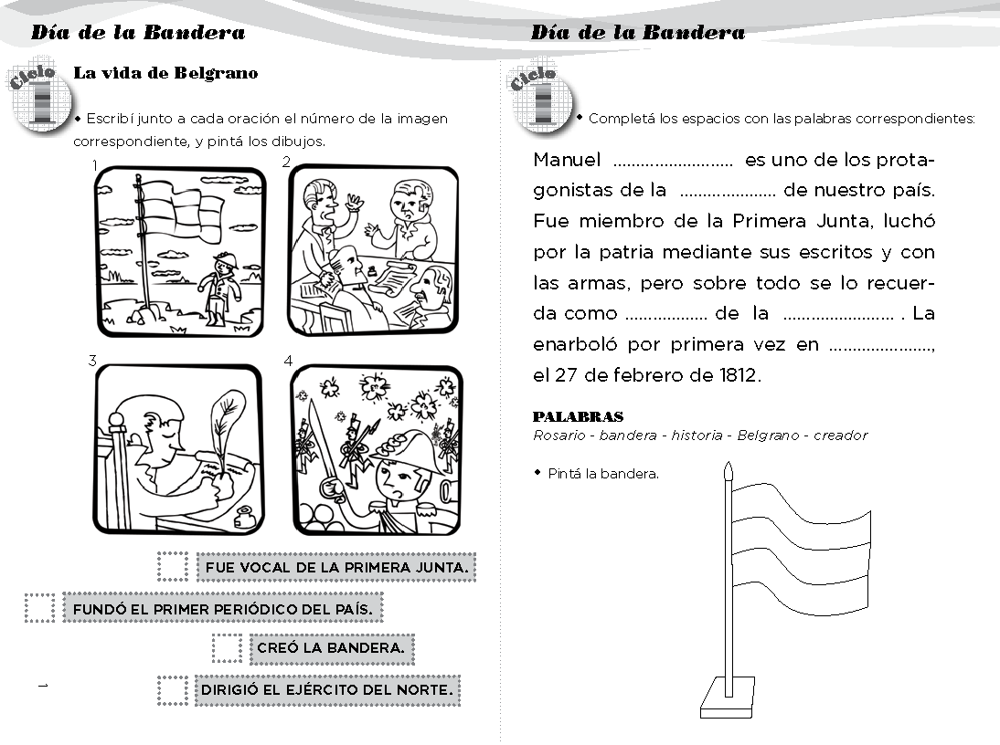 Día de la Bandera
Ciclo
1
La vida de Belgrano
• Escribí junto a cada oración el número de la imagen
correspondiente, y pintá los dibujos.
1
2
3
4
FUE VOCAL DE LA PRIMERA JUNTA.
FUNDÓ EL PRIMER PERIÓDICO DEL PAÍS.
CREÓ LA BANDERA.
DIRIGIÓ EL EJÉRCITO DEL NORTE.
1
Día de la Bandera
Ciclo
1
• Completá los espacios con las palabras correspondientes:
Manuel .......................... es uno de los prota-
gonistas de la ..................... de nuestro país.
Fue miembro de la Primera Junta, luchó
por la patria mediante sus escritos y con
las armas, pero sobre todo se lo recuer-
da como .................. de la ........................ . La
enarboló por primera vez en ......................,
el 27 de febrero de 1812.
PALABRAS
Rosario - bandera - historia - Belgrano - creador
• Pintá la bandera.